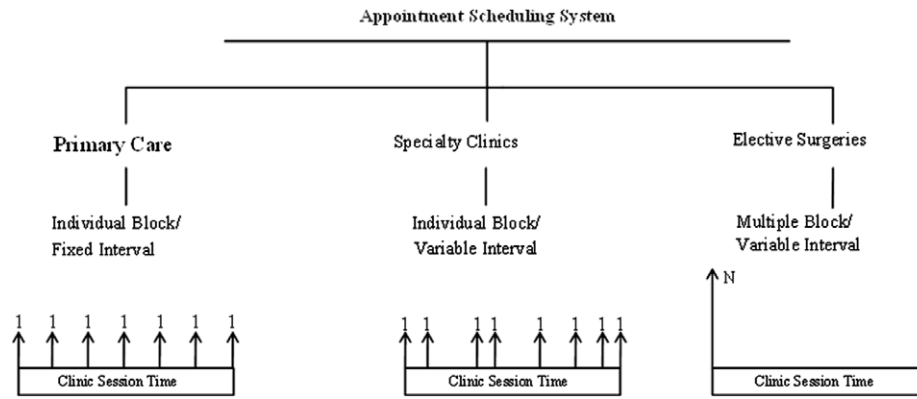 Appointment Scheduling System
Primary Care
Specialty Clinics
Elective Surgeries
Individual Block/
Fixed Interval
Individual Block/
Variable Interval
Multiple Block/
Variable Interval
1 1 1 1 1 1 1
1 1 1 1 1 1 1 1
N
Clinic Session Time
Clinic Session Time
Clinic Session Time